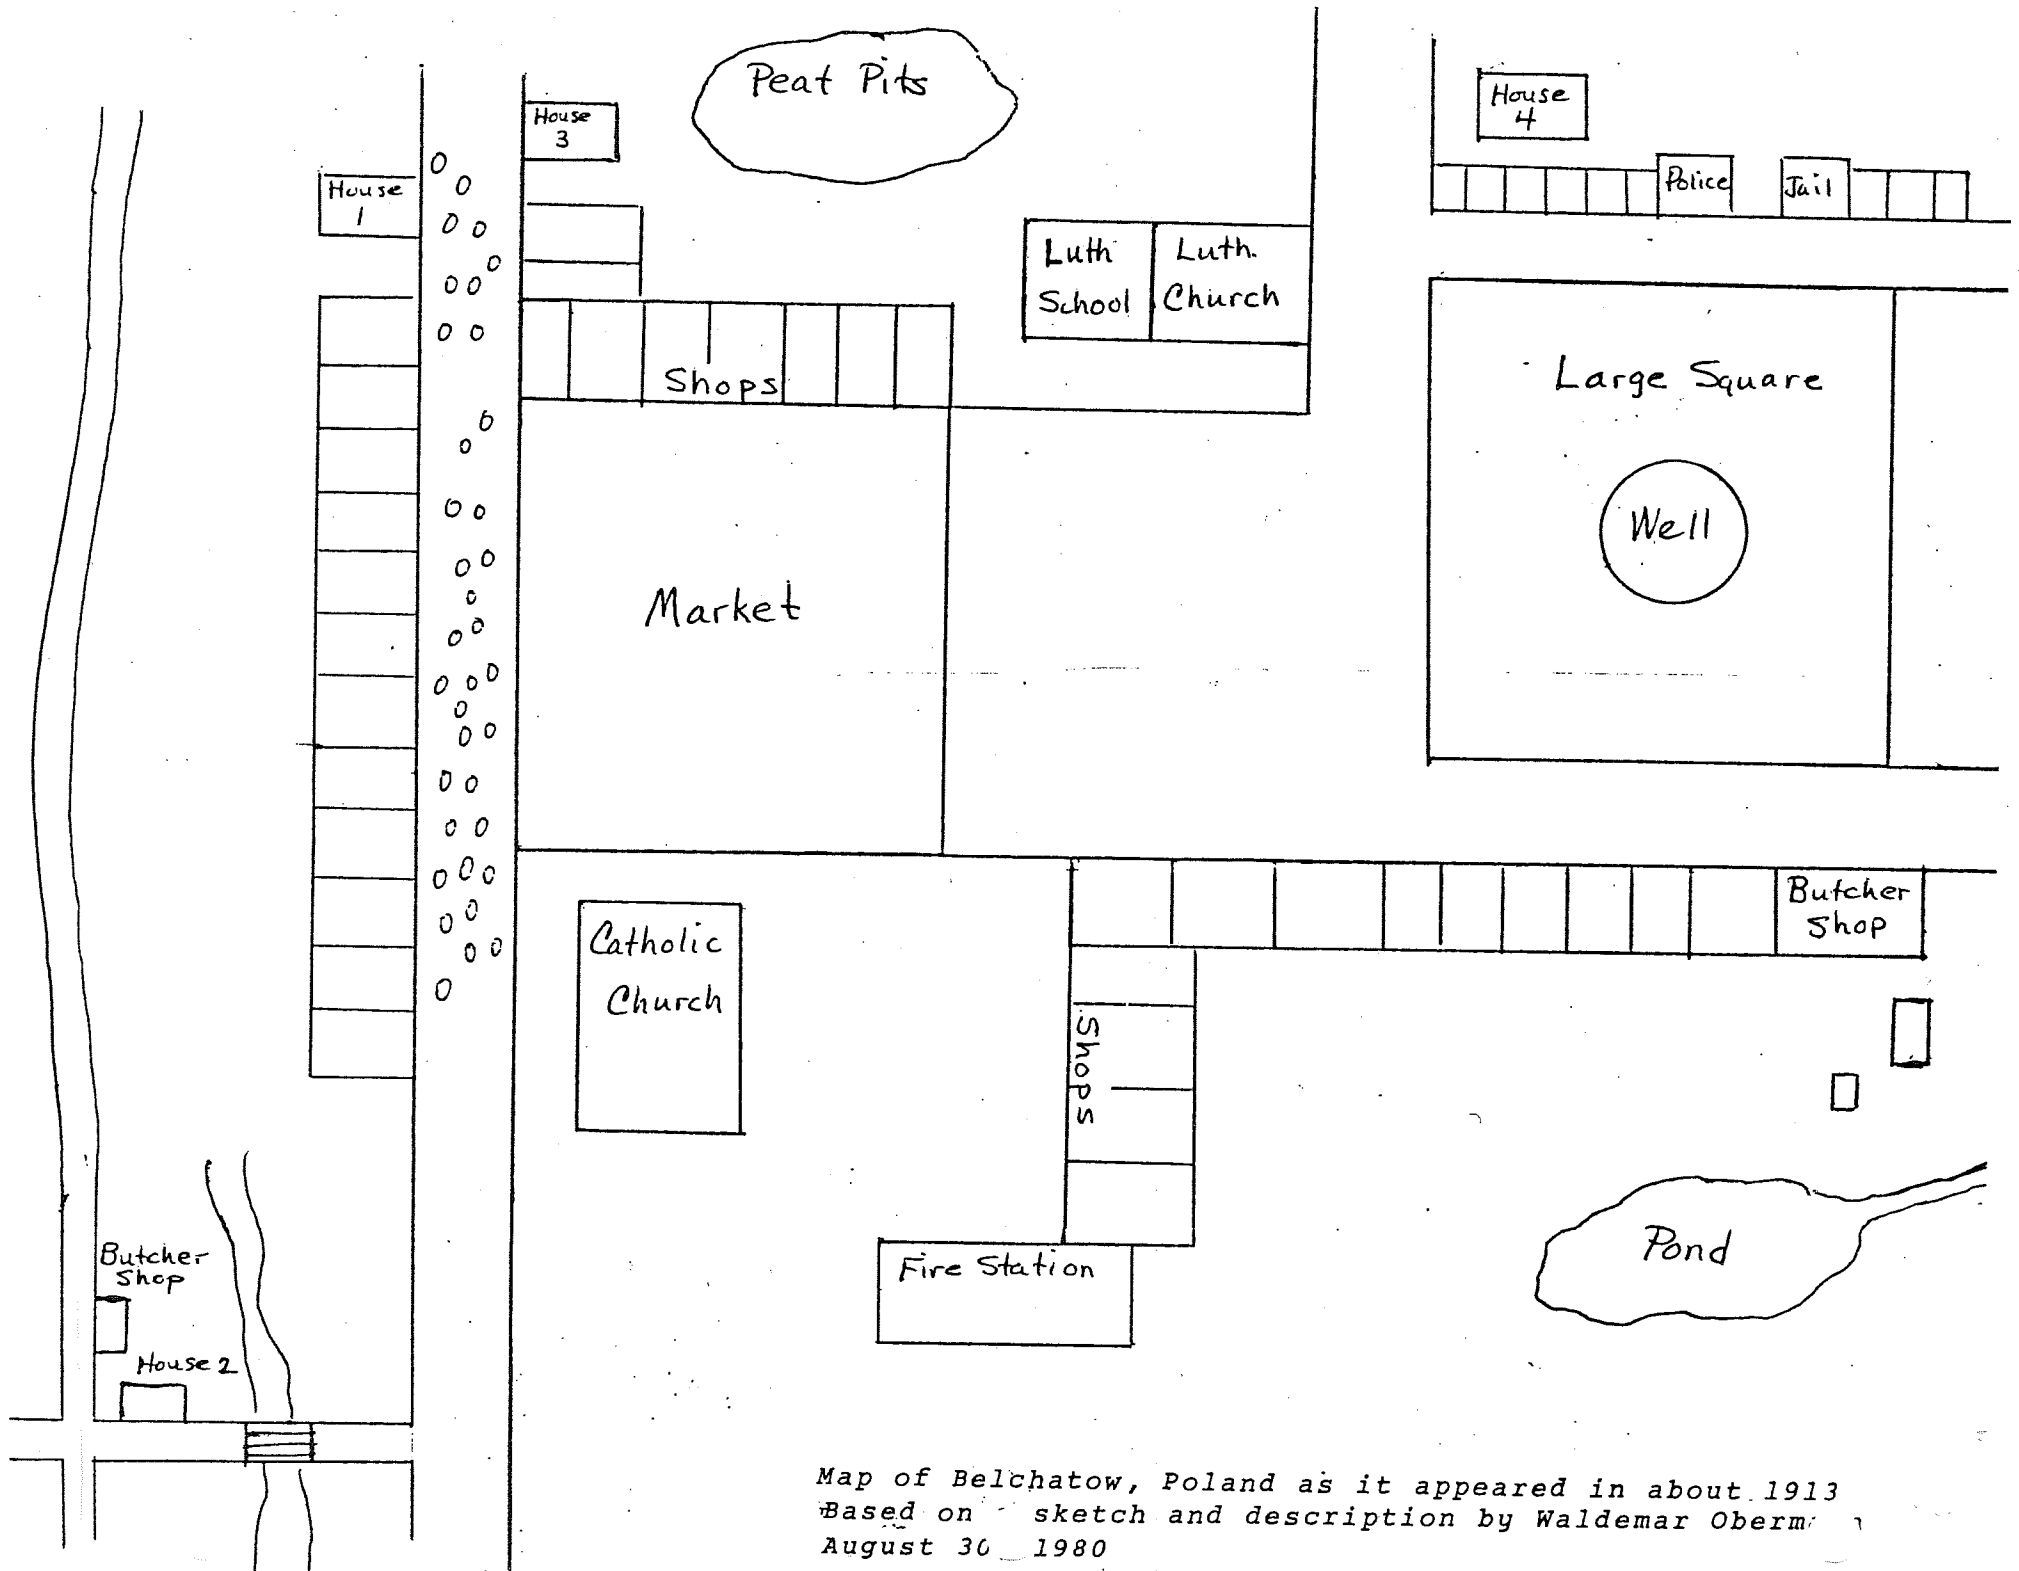 Peat Pits
House
3
House
4
House
1
Police
Jail
Luth
School
Luth.
Church
Shops
Large Square
Well
Market
Butcher
Shop
Catholic
Church
Shops
Pond
Fire Station
Butcher
Shop
House 2
Map of Belchatow, Poland as it appeared in about 1913
Based on sketch and description by Waldemar
August 30 1980